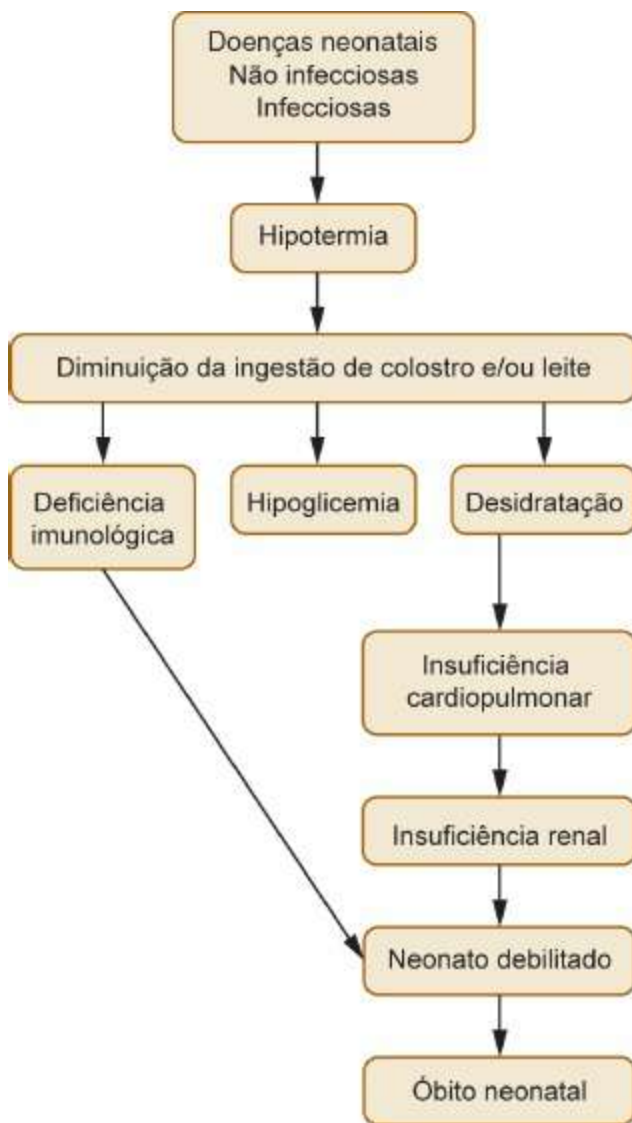 Doenças neonatais
Não infecciosas
Infecciosas
Hipotermia
Diminuição da ingestão de colostro e/ou leite
Deficiência
imunológica
Hipoglicemia
Desidratação
Insuficiência
cardiopulmonar
Insuficiência renal
Neonato debilitado
Óbito neonatal